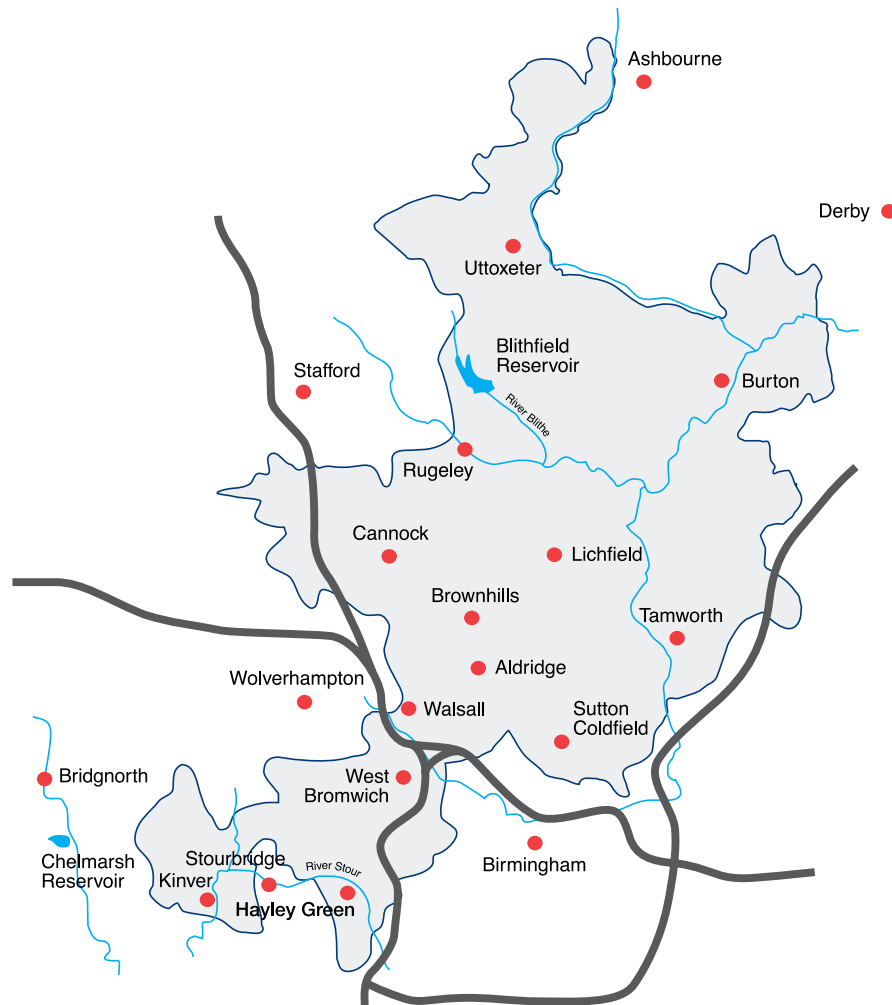 Ashbourne
Derby
Uttoxeter
Blithfield
Reservoir
Stafford
Burton
River Blithe
Rugeley
Cannock
Lichfield
Brownhills
Tamworth
Aldridge
Wolverhampton
Walsall
Sutton
Coldfield
Bridgnorth
West
Bromwich
Birmingham
Chelmarsh
Reservoir
Stourbridge
River Stour
Kinver
Hayley Green